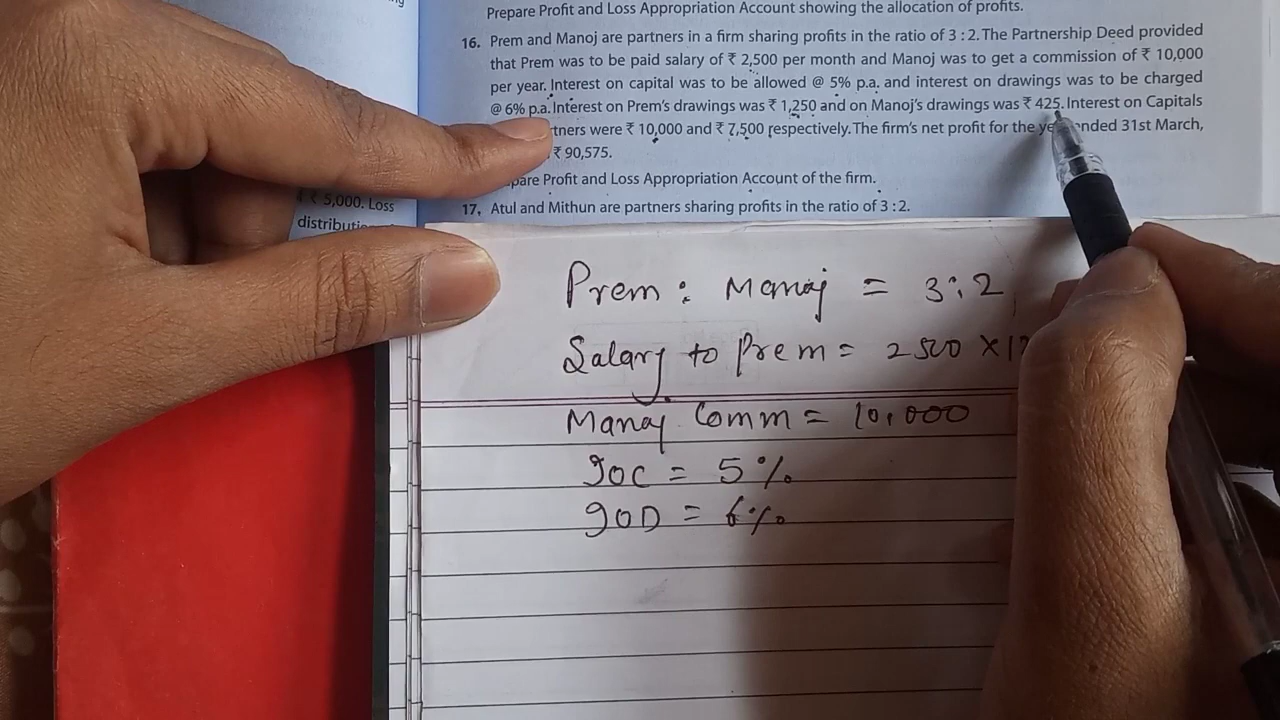 Prepare Profit and Loss Appropriation Account showing the allocation of profits.
16. Prem and Manoj are partners in a firm sharing profits in the ratio of 3 : 2. The Partnership Deed provided
that Prem was to be paid salary of ₹ 2,500 per month and Manoj was to get a commission of ₹ 10,000
per year. Interest on capital was to be allowed @ 5% p.a. and interest on drawings was to be charged
@ 6% p.a. Interest on Prem's drawings was ₹ 1,250 and on Manoj's drawings was ₹ 425. Interest on Capitals
were ₹ 10,000 and ₹ 7,500 respectively. The firm's net profit for the ended 31st March,
₹ 90,575.
Profit and Loss Appropriation Account of the firm.
₹ 5,000. Loss
17. Atul and Mithun are partners sharing profits in the ratio of 3 : 2.
Prem : Manoj = 3:2
Salary to Prem = 2500 ×
Manoj Comm = 10,000
IOC = 5%
IOD = 6%